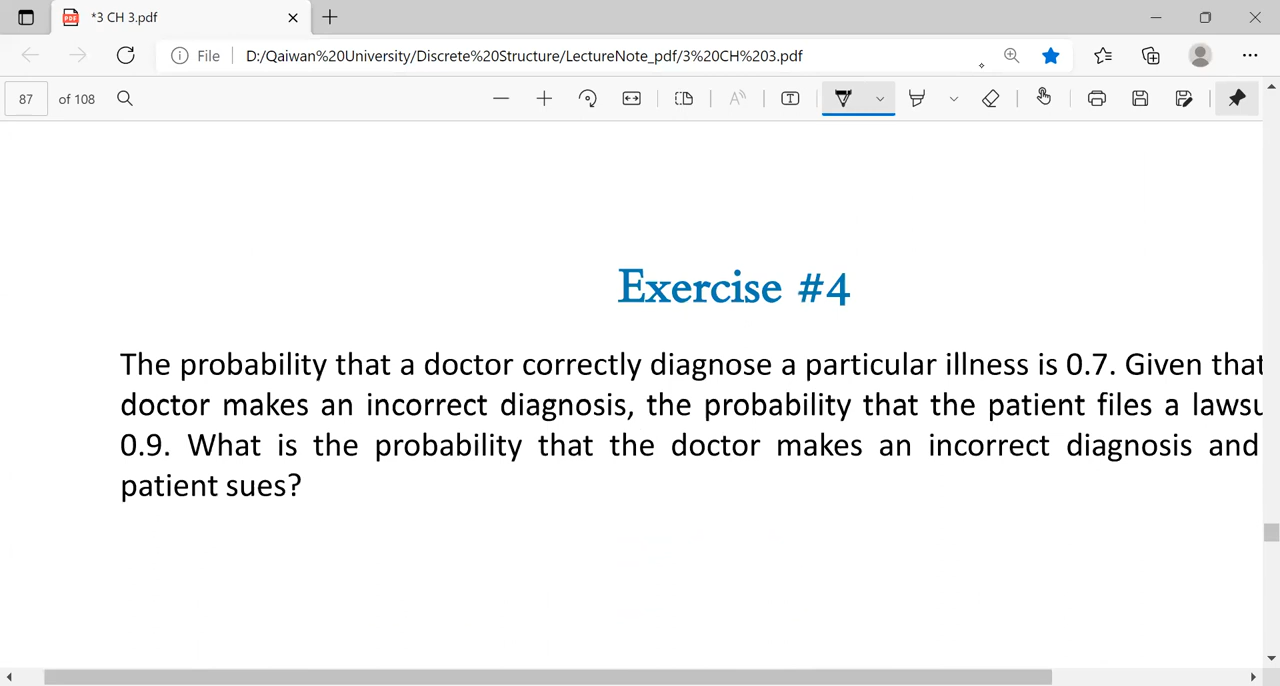 *3 CH 3.pdf
File D:/Qaiwan%20University/Discrete%20Structure/LectureNote_pdf/3%20CH%203.pdf
87 of 108
Exercise #4
The probability that a doctor correctly diagnose a particular illness is 0.7. Given that
doctor makes an incorrect diagnosis, the probability that the patient files a lawsu
0.9. What is the probability that the doctor makes an incorrect diagnosis and
patient sues?